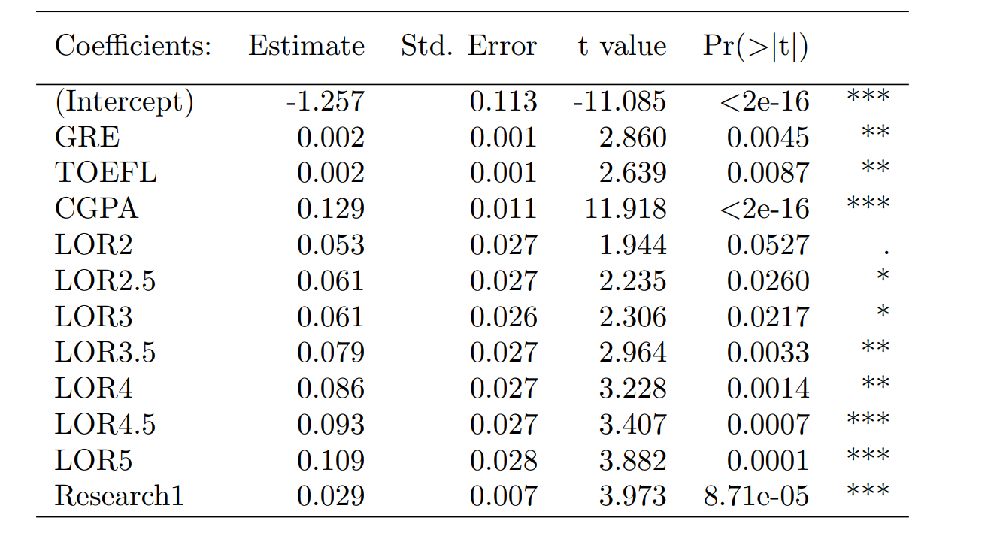 Coefficients: Estimate Std. Error t value Pr(>|t|)
(Intercept) -1.257 0.113 -11.085 <2e-16 ***
GRE 0.002 0.001 2.860 0.0045 **
TOEFL 0.002 0.001 2.639 0.0087 **
CGPA 0.129 0.011 11.918 <2e-16 ***
LOR2 0.053 0.027 1.944 0.0527 .
LOR2.5 0.061 0.027 2.235 0.0260 *
LOR3 0.061 0.026 2.306 0.0217 *
LOR3.5 0.079 0.027 2.964 0.0033 **
LOR4 0.086 0.027 3.228 0.0014 **
LOR4.5 0.093 0.027 3.407 0.0007 ***
LOR5 0.109 0.028 3.882 0.0001 ***
Research1 0.029 0.007 3.973 8.71e-05 ***